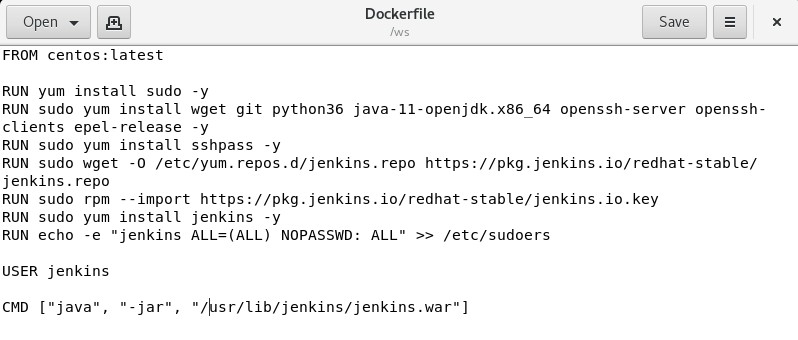 Open
Dockerfile
/ws
Save
FROM centos:latest
RUN yum install sudo -y
RUN sudo yum install wget git python36 java-11-openjdk.x86_64 openssh-server openssh-
clients epel-release -y
RUN sudo yum install sshpass -y
RUN sudo wget -O /etc/yum.repos.d/jenkins.repo https://pkg.jenkins.io/redhat-stable/
jenkins.repo
RUN sudo rpm --import https://pkg.jenkins.io/redhat-stable/jenkins.io.key
RUN sudo yum install jenkins -y
RUN echo -e "jenkins ALL=(ALL) NOPASSWD: ALL" >> /etc/sudoers
USER jenkins
CMD ["java", "-jar", "/usr/lib/jenkins/jenkins.war"]